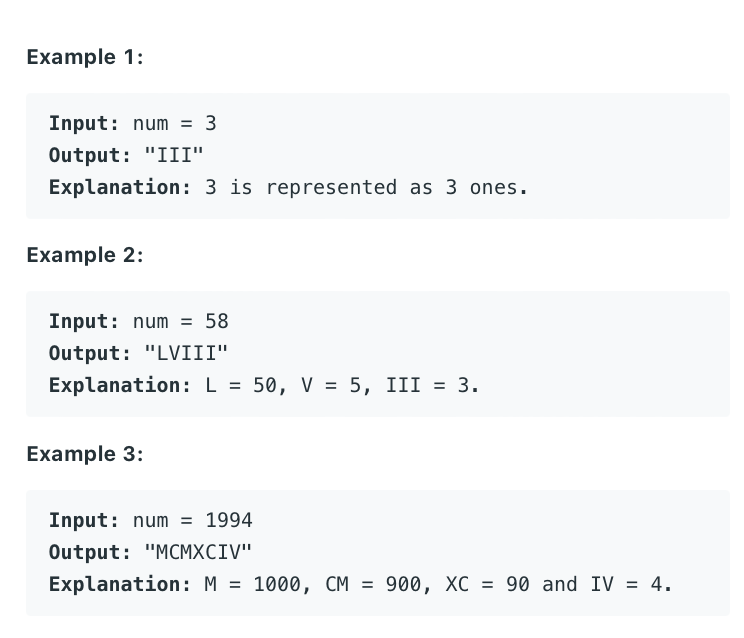 Example 1:
Input: num = 3
Output: "III"
Explanation: 3 is represented as 3 ones.
Example 2:
Input: num = 58
Output: "LVIII"
Explanation: L = 50, V = 5, III = 3.
Example 3:
Input: num = 1994
Output: "MCMXCIV"
Explanation: M = 1000, CM = 900, XC = 90 and IV = 4.